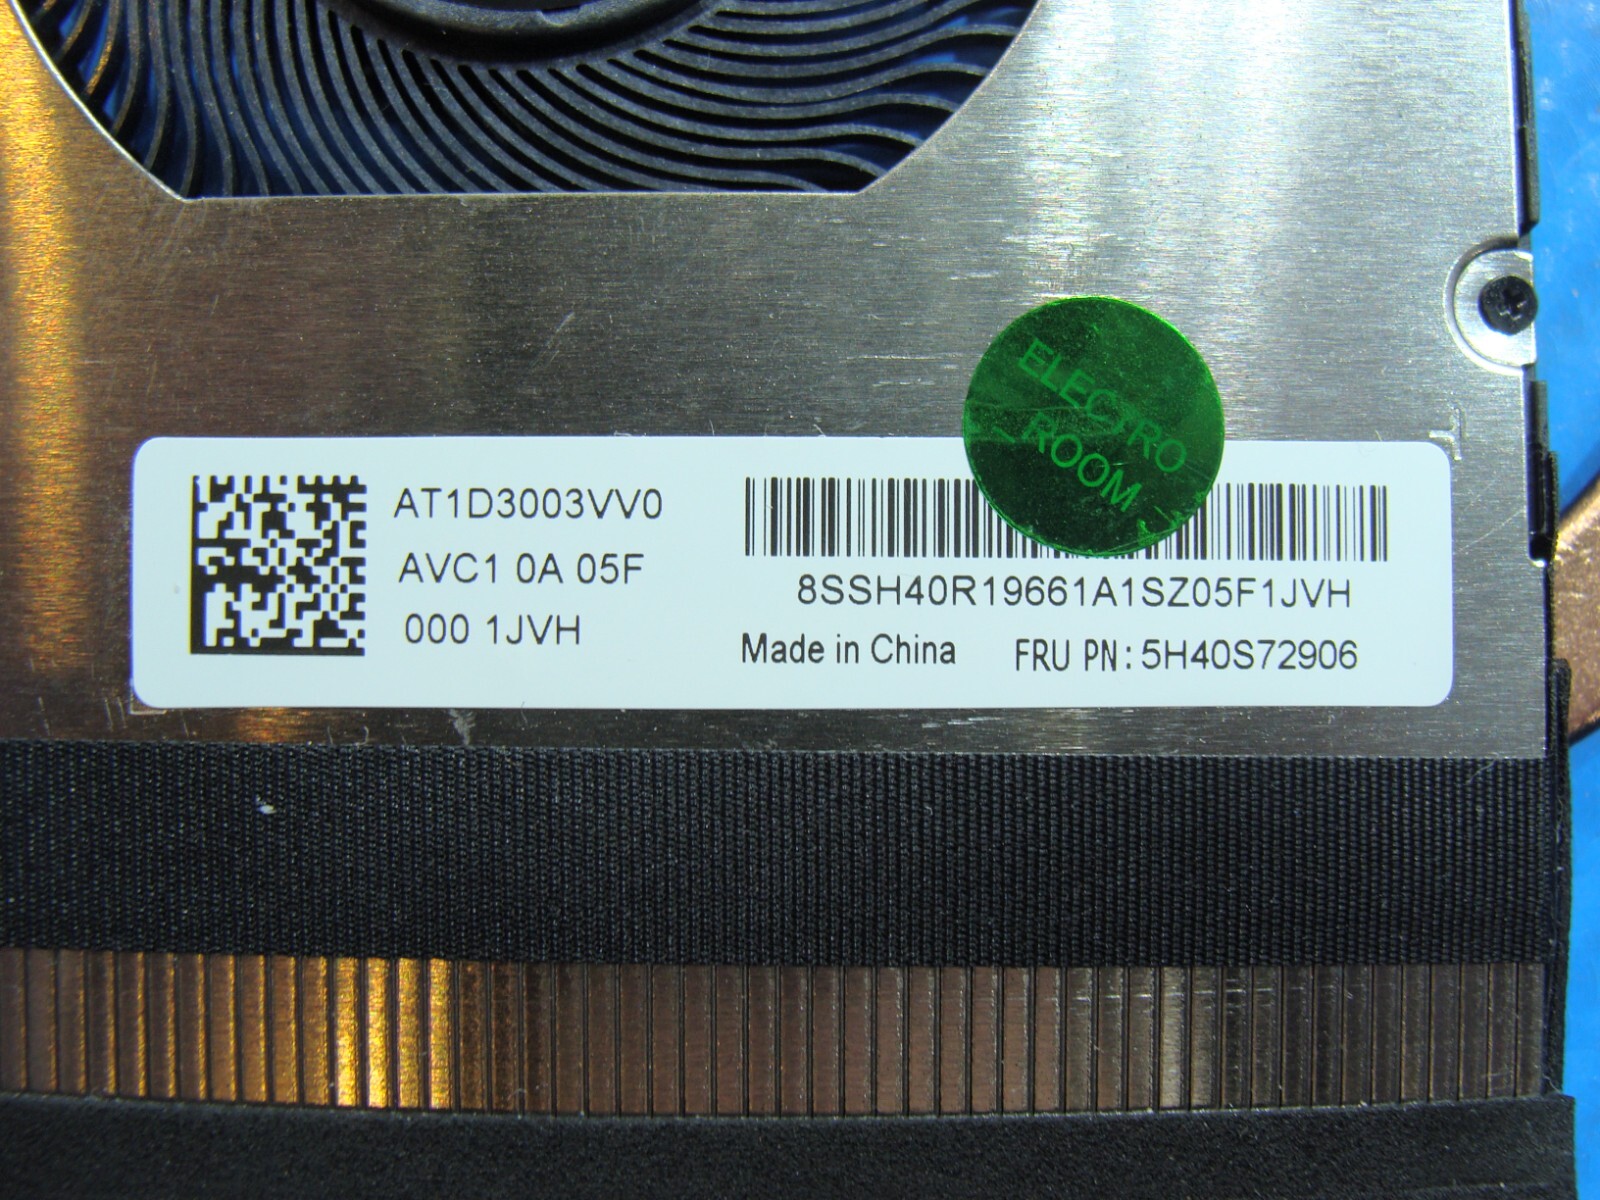 ELECTRO
ROOM
AT1D3003VV0
AVC1 0A 05F
000 1JVH
8SSH40R19661A1SZ05F1JVH
Made in China
FRU PN: 5H40S72906
T